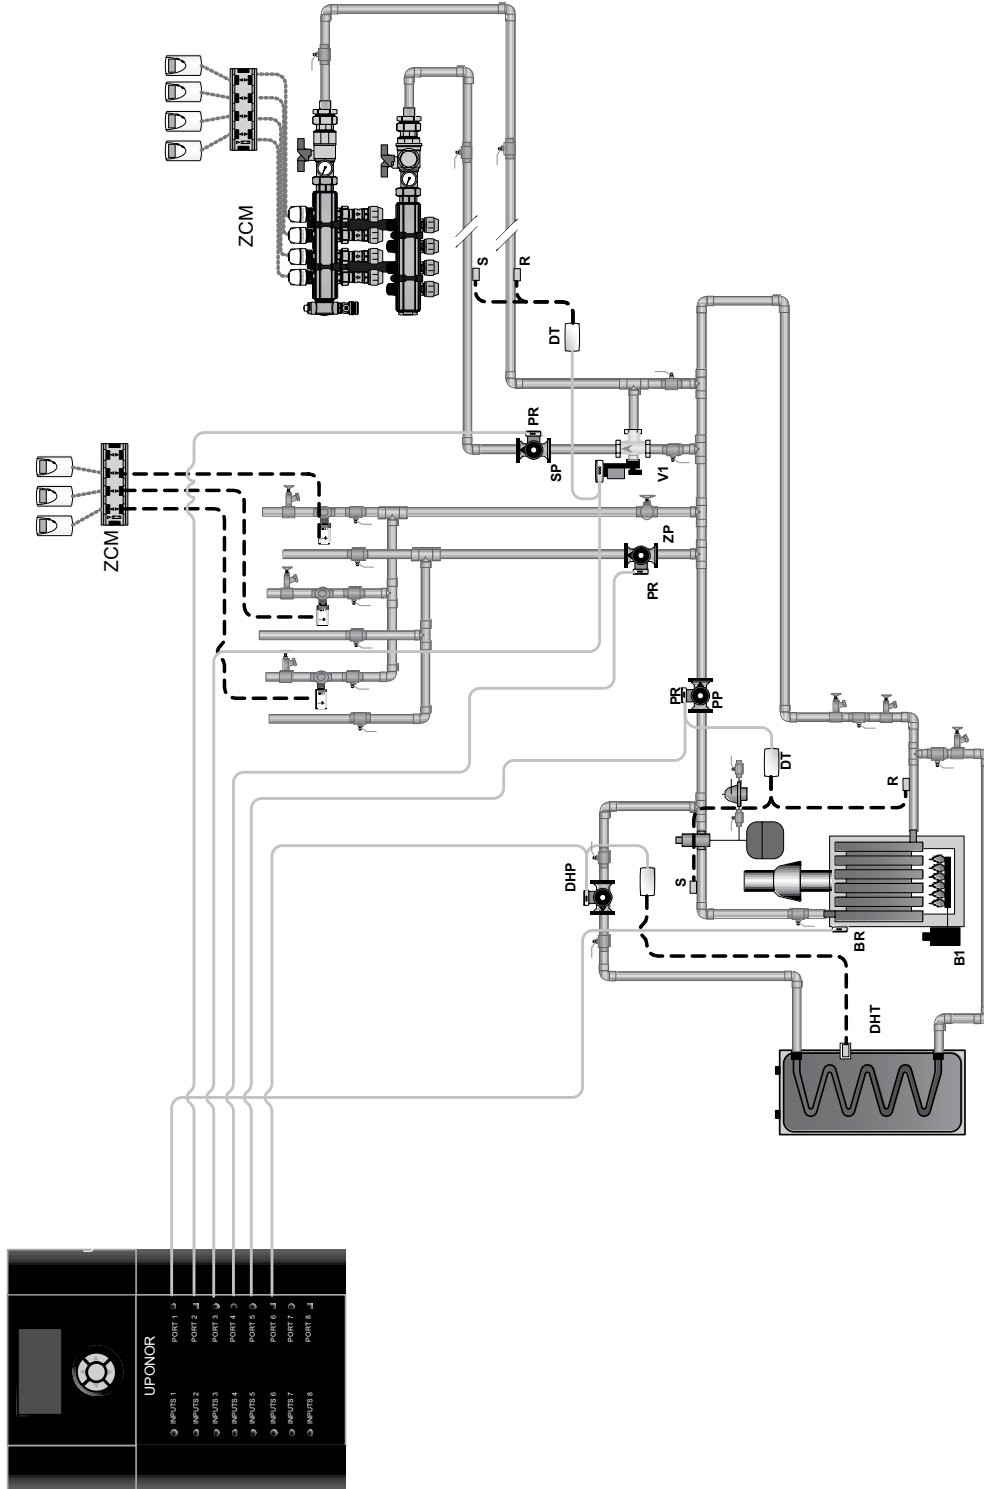 ZCM
S
R
DT
PR
SP
V1
ZCM
ZP
PR
PR
PP
DT
R
S
DHP
BR
B1
DHT
UPONOR
PORT 1
PORT 2
PORT 3
PORT 4
PORT 5
PORT 6
PORT 7
PORT 8
INPUTS 1
INPUTS 2
INPUTS 3
INPUTS 4
INPUTS 5
INPUTS 6
INPUTS 7
INPUTS 8